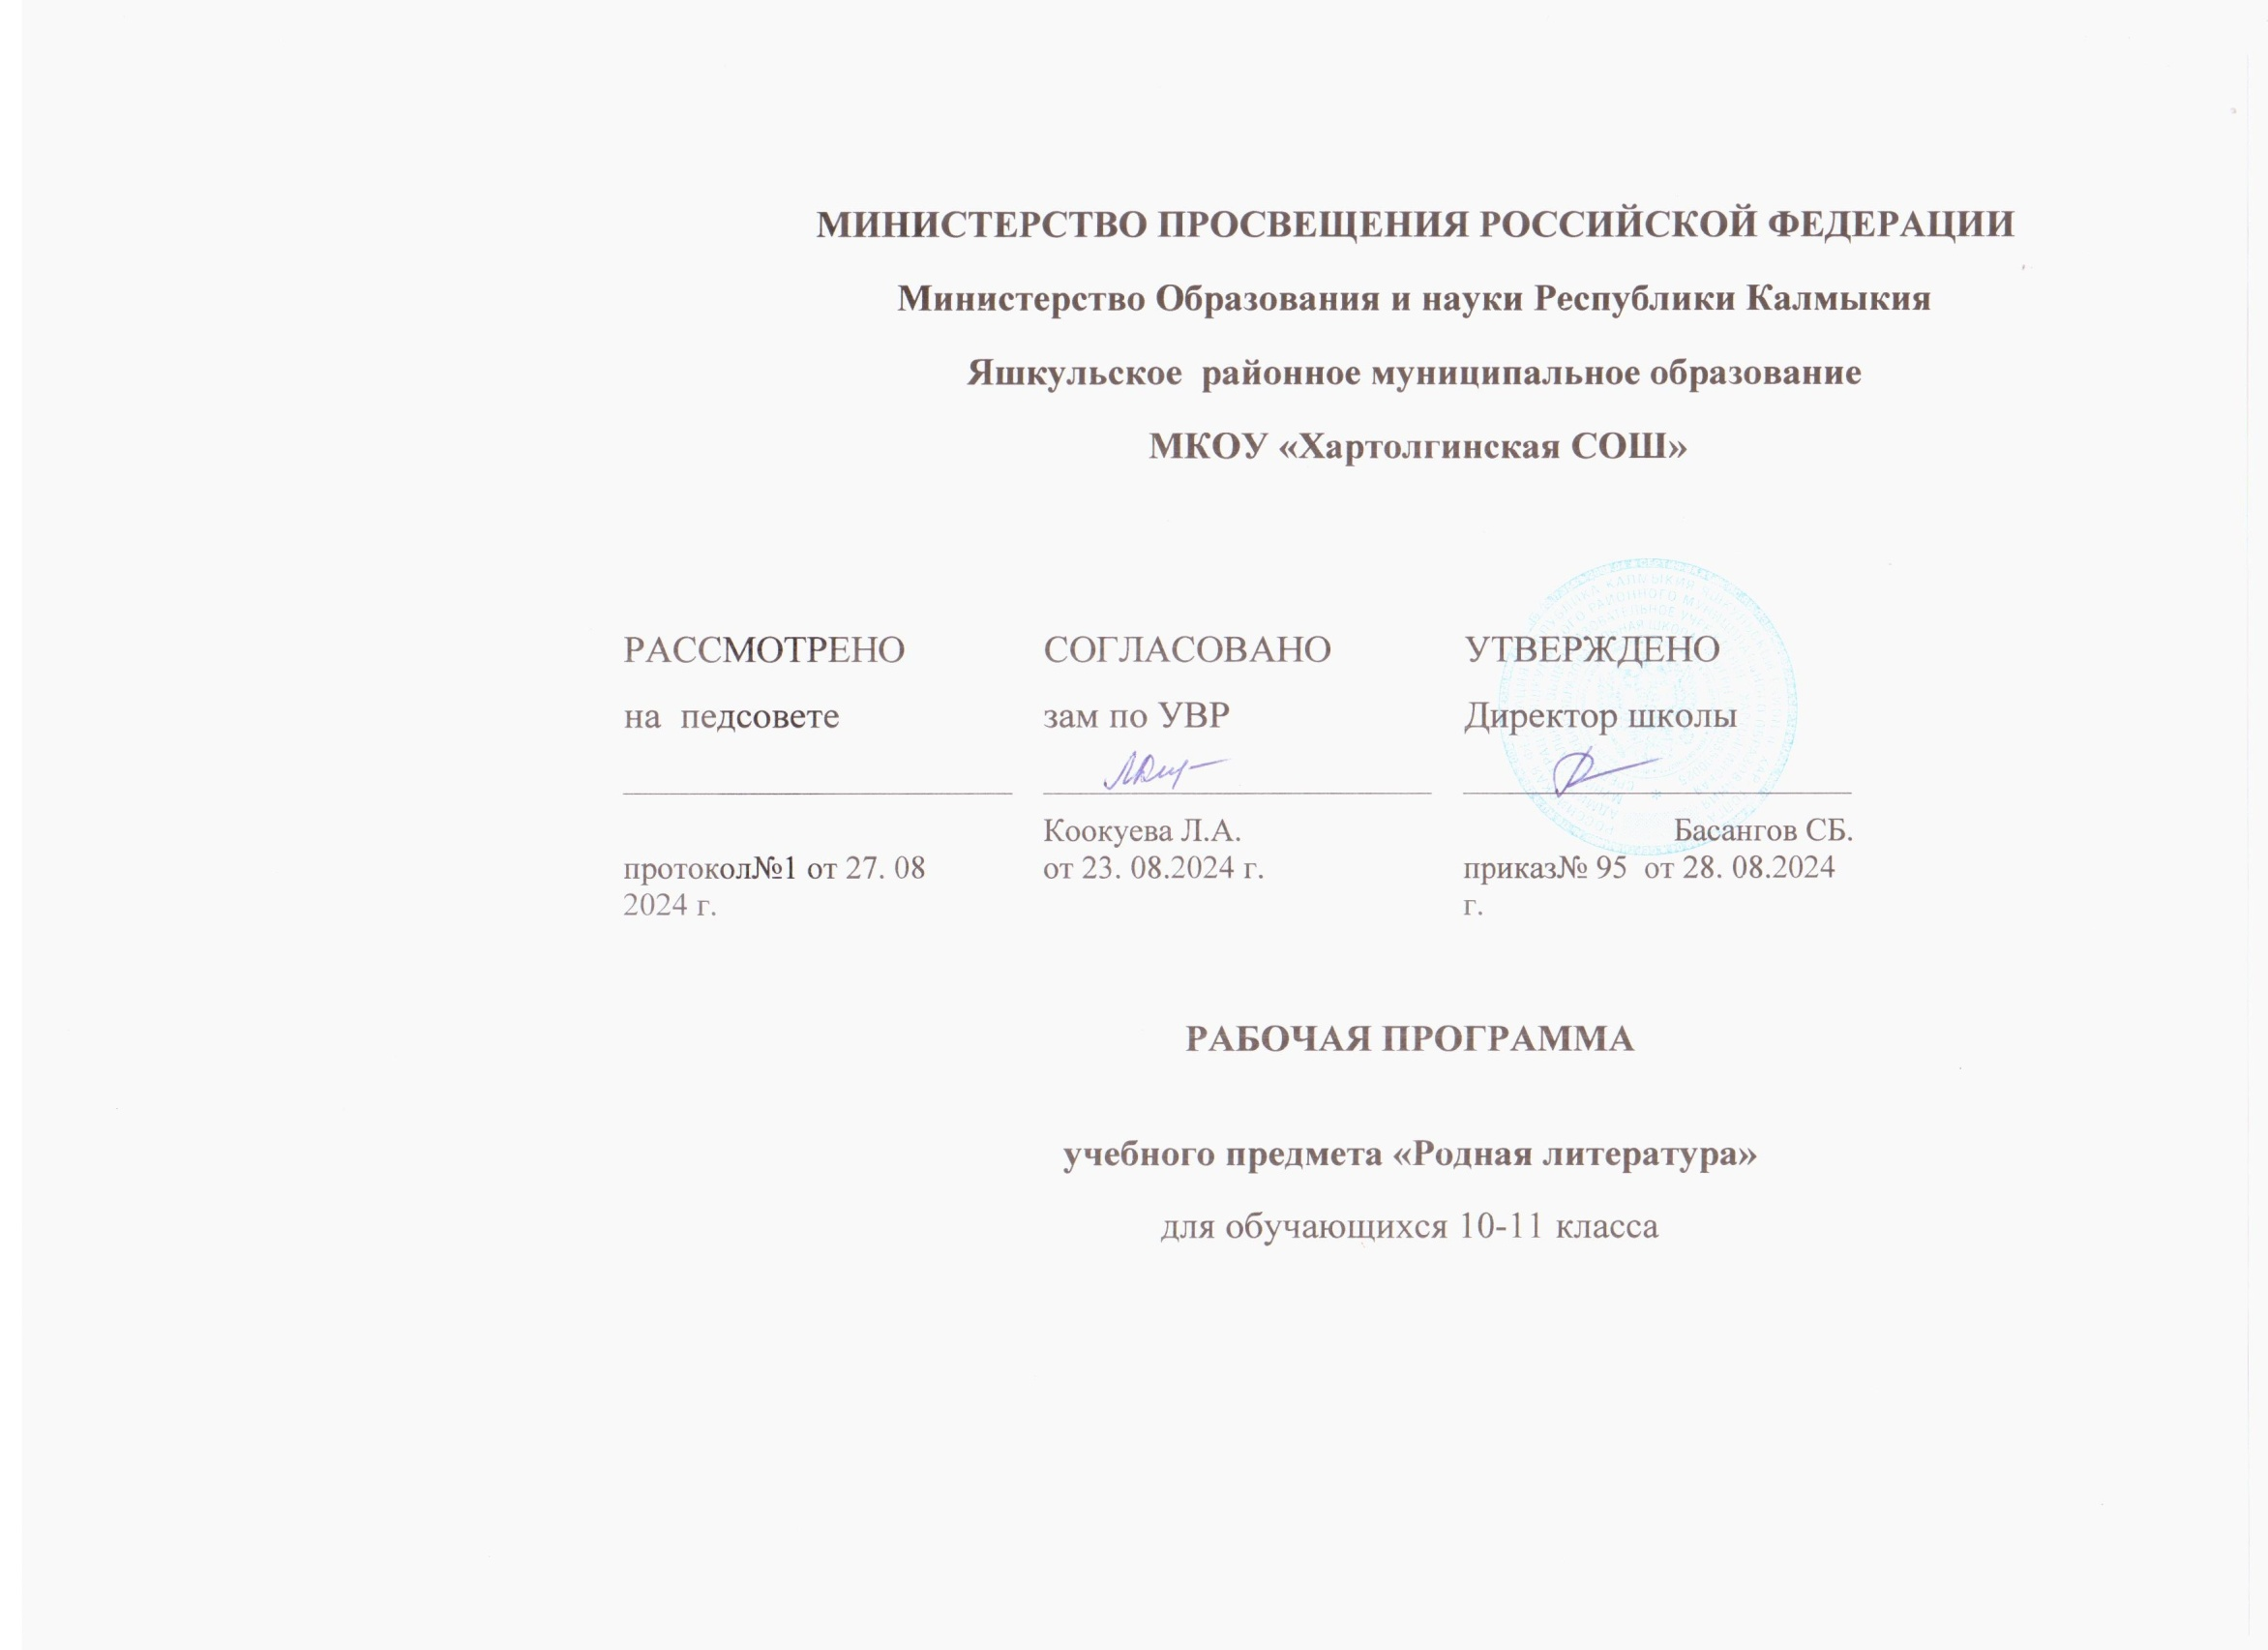 МИНИСТЕРСТВО ПРОСВЕЩЕНИЯ РОССИЙСКОЙ ФЕДЕРАЦИИ
Министерство Образования и науки Республики Калмыкия
Яшкульское районное муниципальное образование
МКОУ «Хартолгинская СОШ»
РАССМОТРЕНО
на педсовете
протокол№1 от 27. 08
2024 г.
СОГЛАСОВАНО
зам по УВР
Коокуева Л.А.
от 23. 08.2024 г.
УТВЕРЖДЕНО
Директор школы
Басангов СБ.
приказ№ 95 от 28. 08.2024
г.
РАБОЧАЯ ПРОГРАММА
учебного предмета «Родная литература»
для обучающихся 10-11 класса